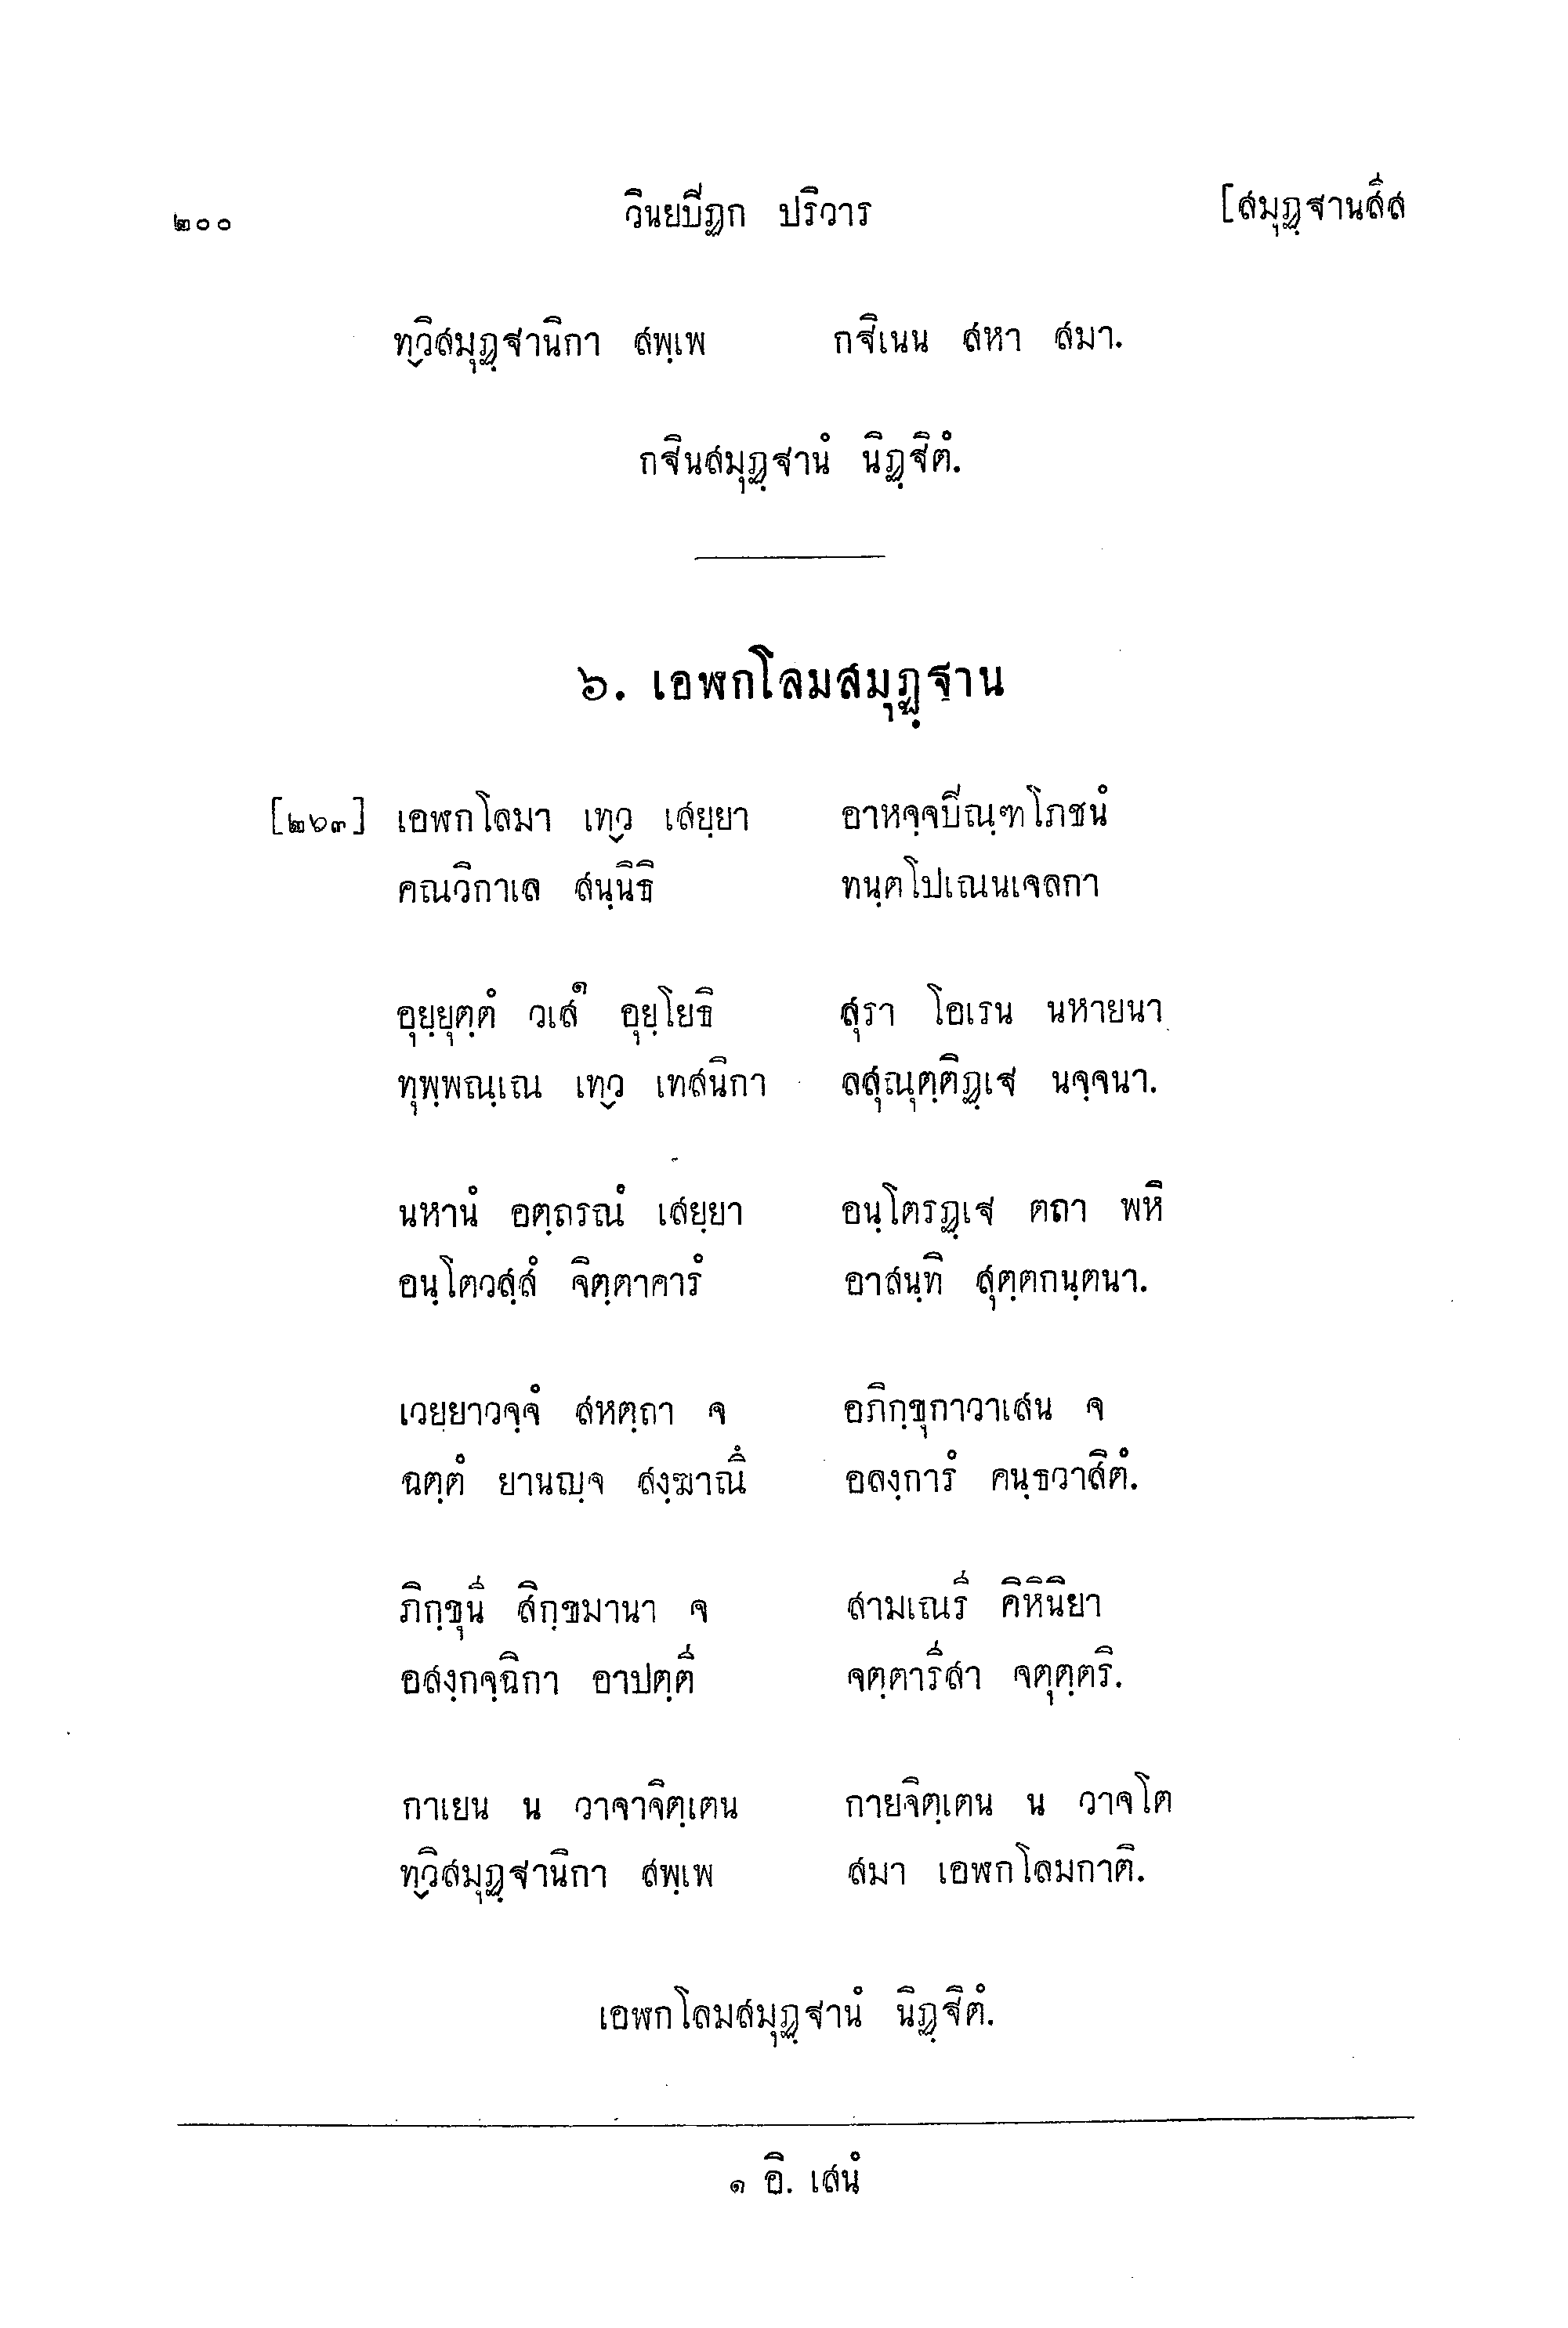 ๒๐๐ วินยปิฏก ปริวาร [สมุฏฺฐานสี่ส
ทฺวิสมุฏฺฐานิกา สพฺเพ กฐิเนน สหา สมา.
กฐินสมุฏฺฐานํ นิฏฺฐิตํ.
๖. เอฬกโลมสมุฏฺฐาน
[๒๖๓] เอฬกโลมา เทฺว เสยฺยา อาหจฺจปิณฺฑโภชนํ
คณวิกาเล สนฺนิธิ ทนฺตโปเณนเจลกา
อุยฺยุตฺตํ วเส๑ อุยฺโยธิ สุรา โอเรน นหายนา
ทุพฺพณฺเณ เทฺว เทสนิกา ลสุณุตฺติฏฺเฐ นจฺจนา.
นหานํ อตฺถรณํ เสยฺยา อนฺโตรฏฺเฐ ตถา พหิ
อนฺโตวสฺสํ จิตฺตาคารํ อาสนฺทิ สุตฺตกนฺตนา.
เวยฺยาวจฺจํ สหตฺถา จ อภิกฺขุกาวาเสน จ
ฉตฺตํ ยานญฺจ สงฺฆาณึ อลงฺการํ คนฺธวาสิตํ.
ภิกฺขุนี สิกฺขมานา จ สามเณรี คิหินิยา
อสงฺกจฺฉิกา อาปตฺตี จตฺตารีสา จตุตฺตริ.
กาเยน น วาจาจิตฺเตน กายจิตฺเตน น วาจโต
ทฺวิสมุฏฺฐานิกา สพฺเพ สมา เอฬกโลมกาติ.
เอฬกโลมสมุฏฺฐานํ นิฏฺฐิตํ.
๑ อิ. เสนํ